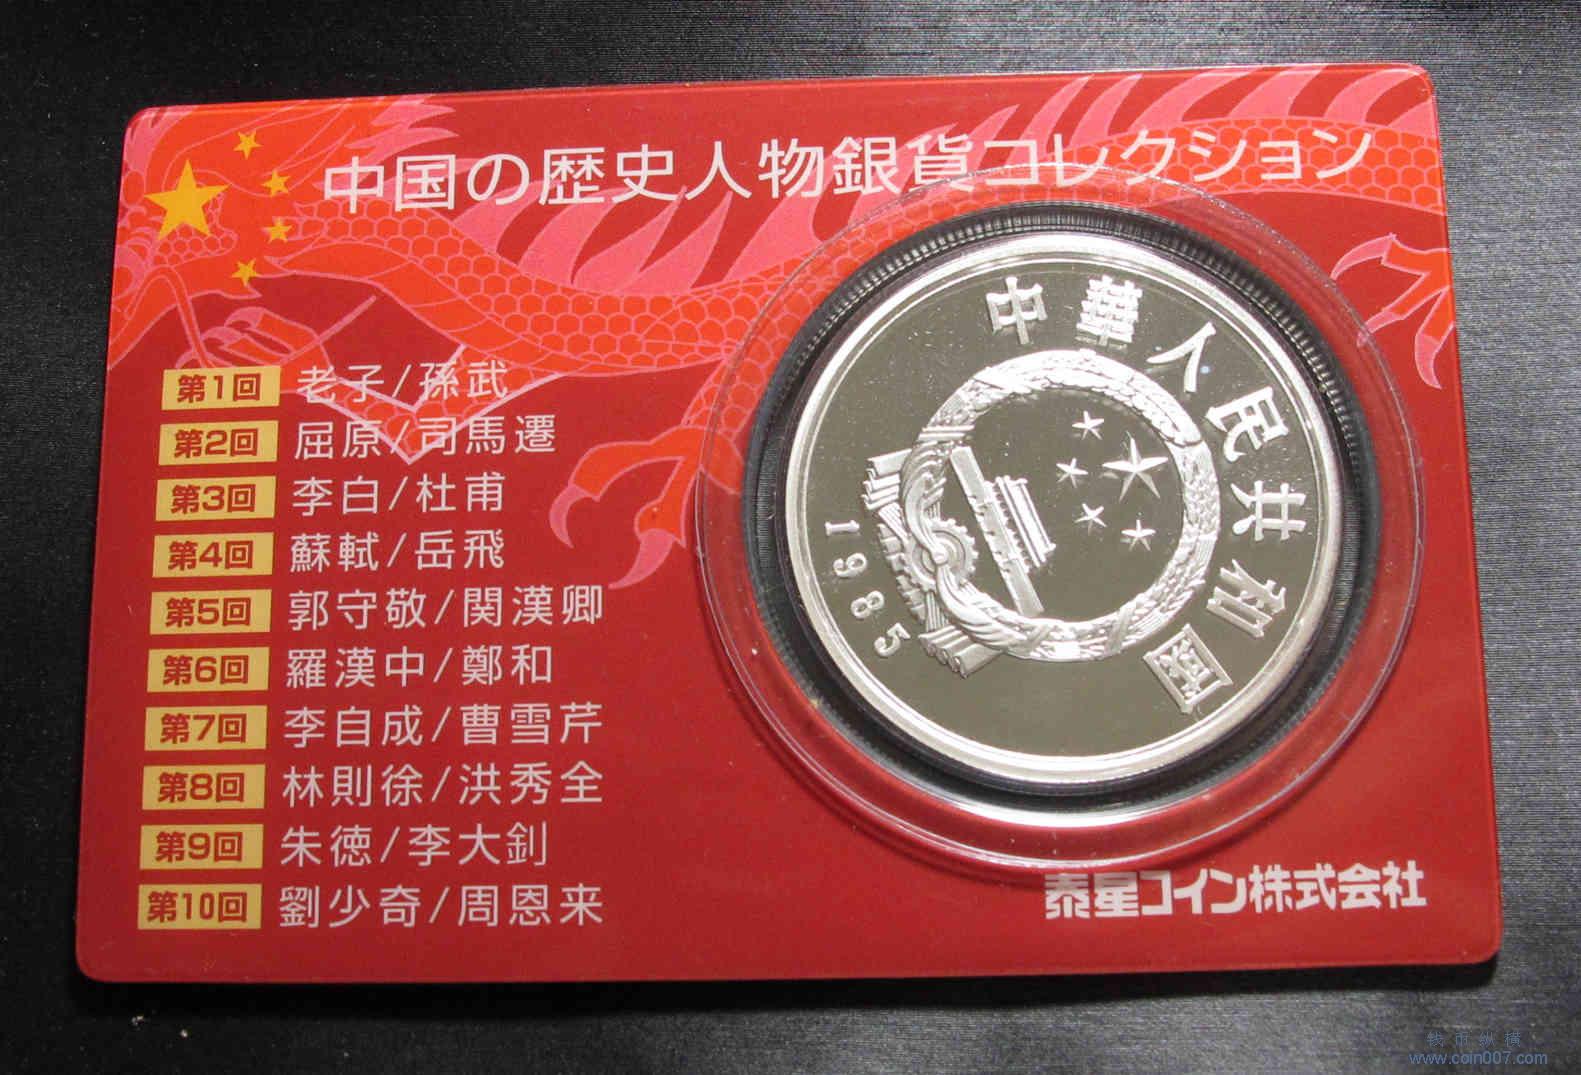 中国の歴史人物銀貨コレクション
第1回 老子/孫武
第2回 屈原/司馬遷
第3回 李白/杜甫
第4回 蘇軾/岳飛
第5回 郭守敬/関漢卿
第6回 羅漢中/鄭和
第7回 李自成/曹雪芹
第8回 林則徐/洪秀全
第9回 朱徳/李大釗
第10回 劉少奇/周恩来
中華人民共和國
1985
泰星コイン株式会社
钱币纵横
www.coin007.com